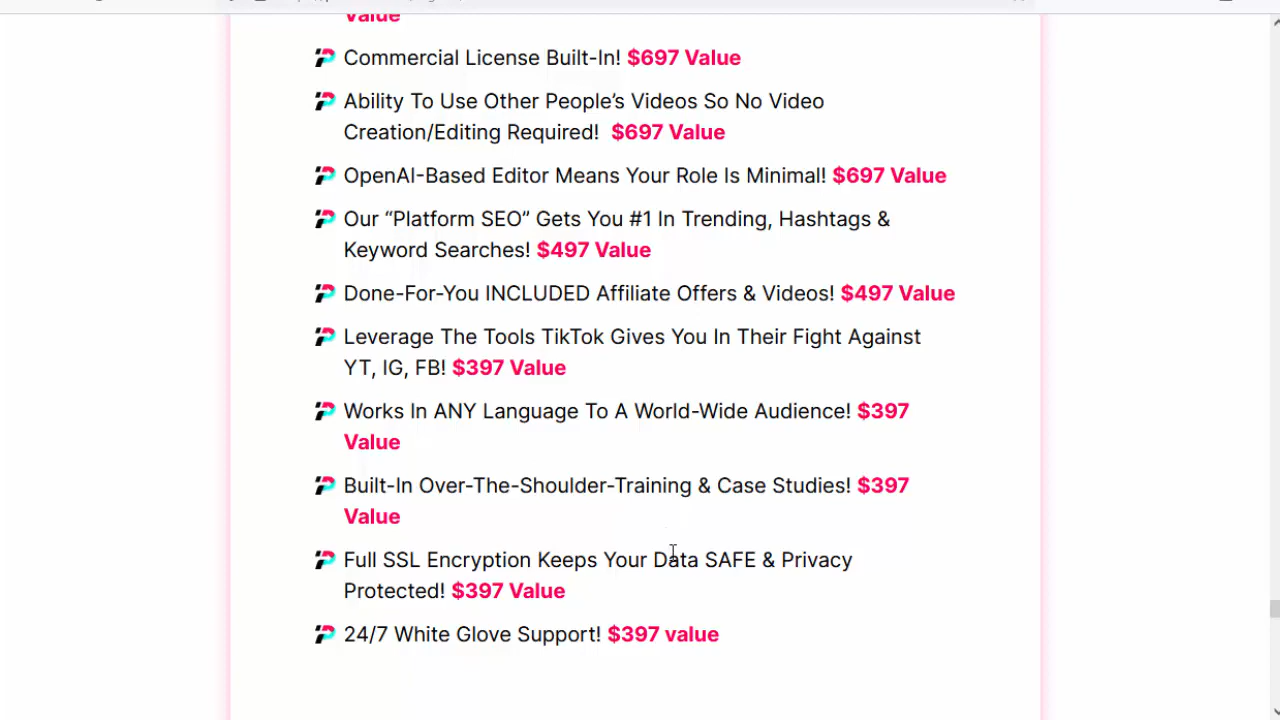 Value
Commercial License Built-In! $697 Value
Ability To Use Other People’s Videos So No Video
Creation/Editing Required! $697 Value
OpenAI-Based Editor Means Your Role Is Minimal! $697 Value
Our “Platform SEO” Gets You #1 In Trending, Hashtags &
Keyword Searches! $497 Value
Done-For-You INCLUDED Affiliate Offers & Videos! $497 Value
Leverage The Tools TikTok Gives You In Their Fight Against
YT, IG, FB! $397 Value
Works In ANY Language To A World-Wide Audience! $397
Value
Built-In Over-The-Shoulder-Training & Case Studies! $397
Value
Full SSL Encryption Keeps Your Data SAFE & Privacy
Protected! $397 Value
24/7 White Glove Support! $397 value